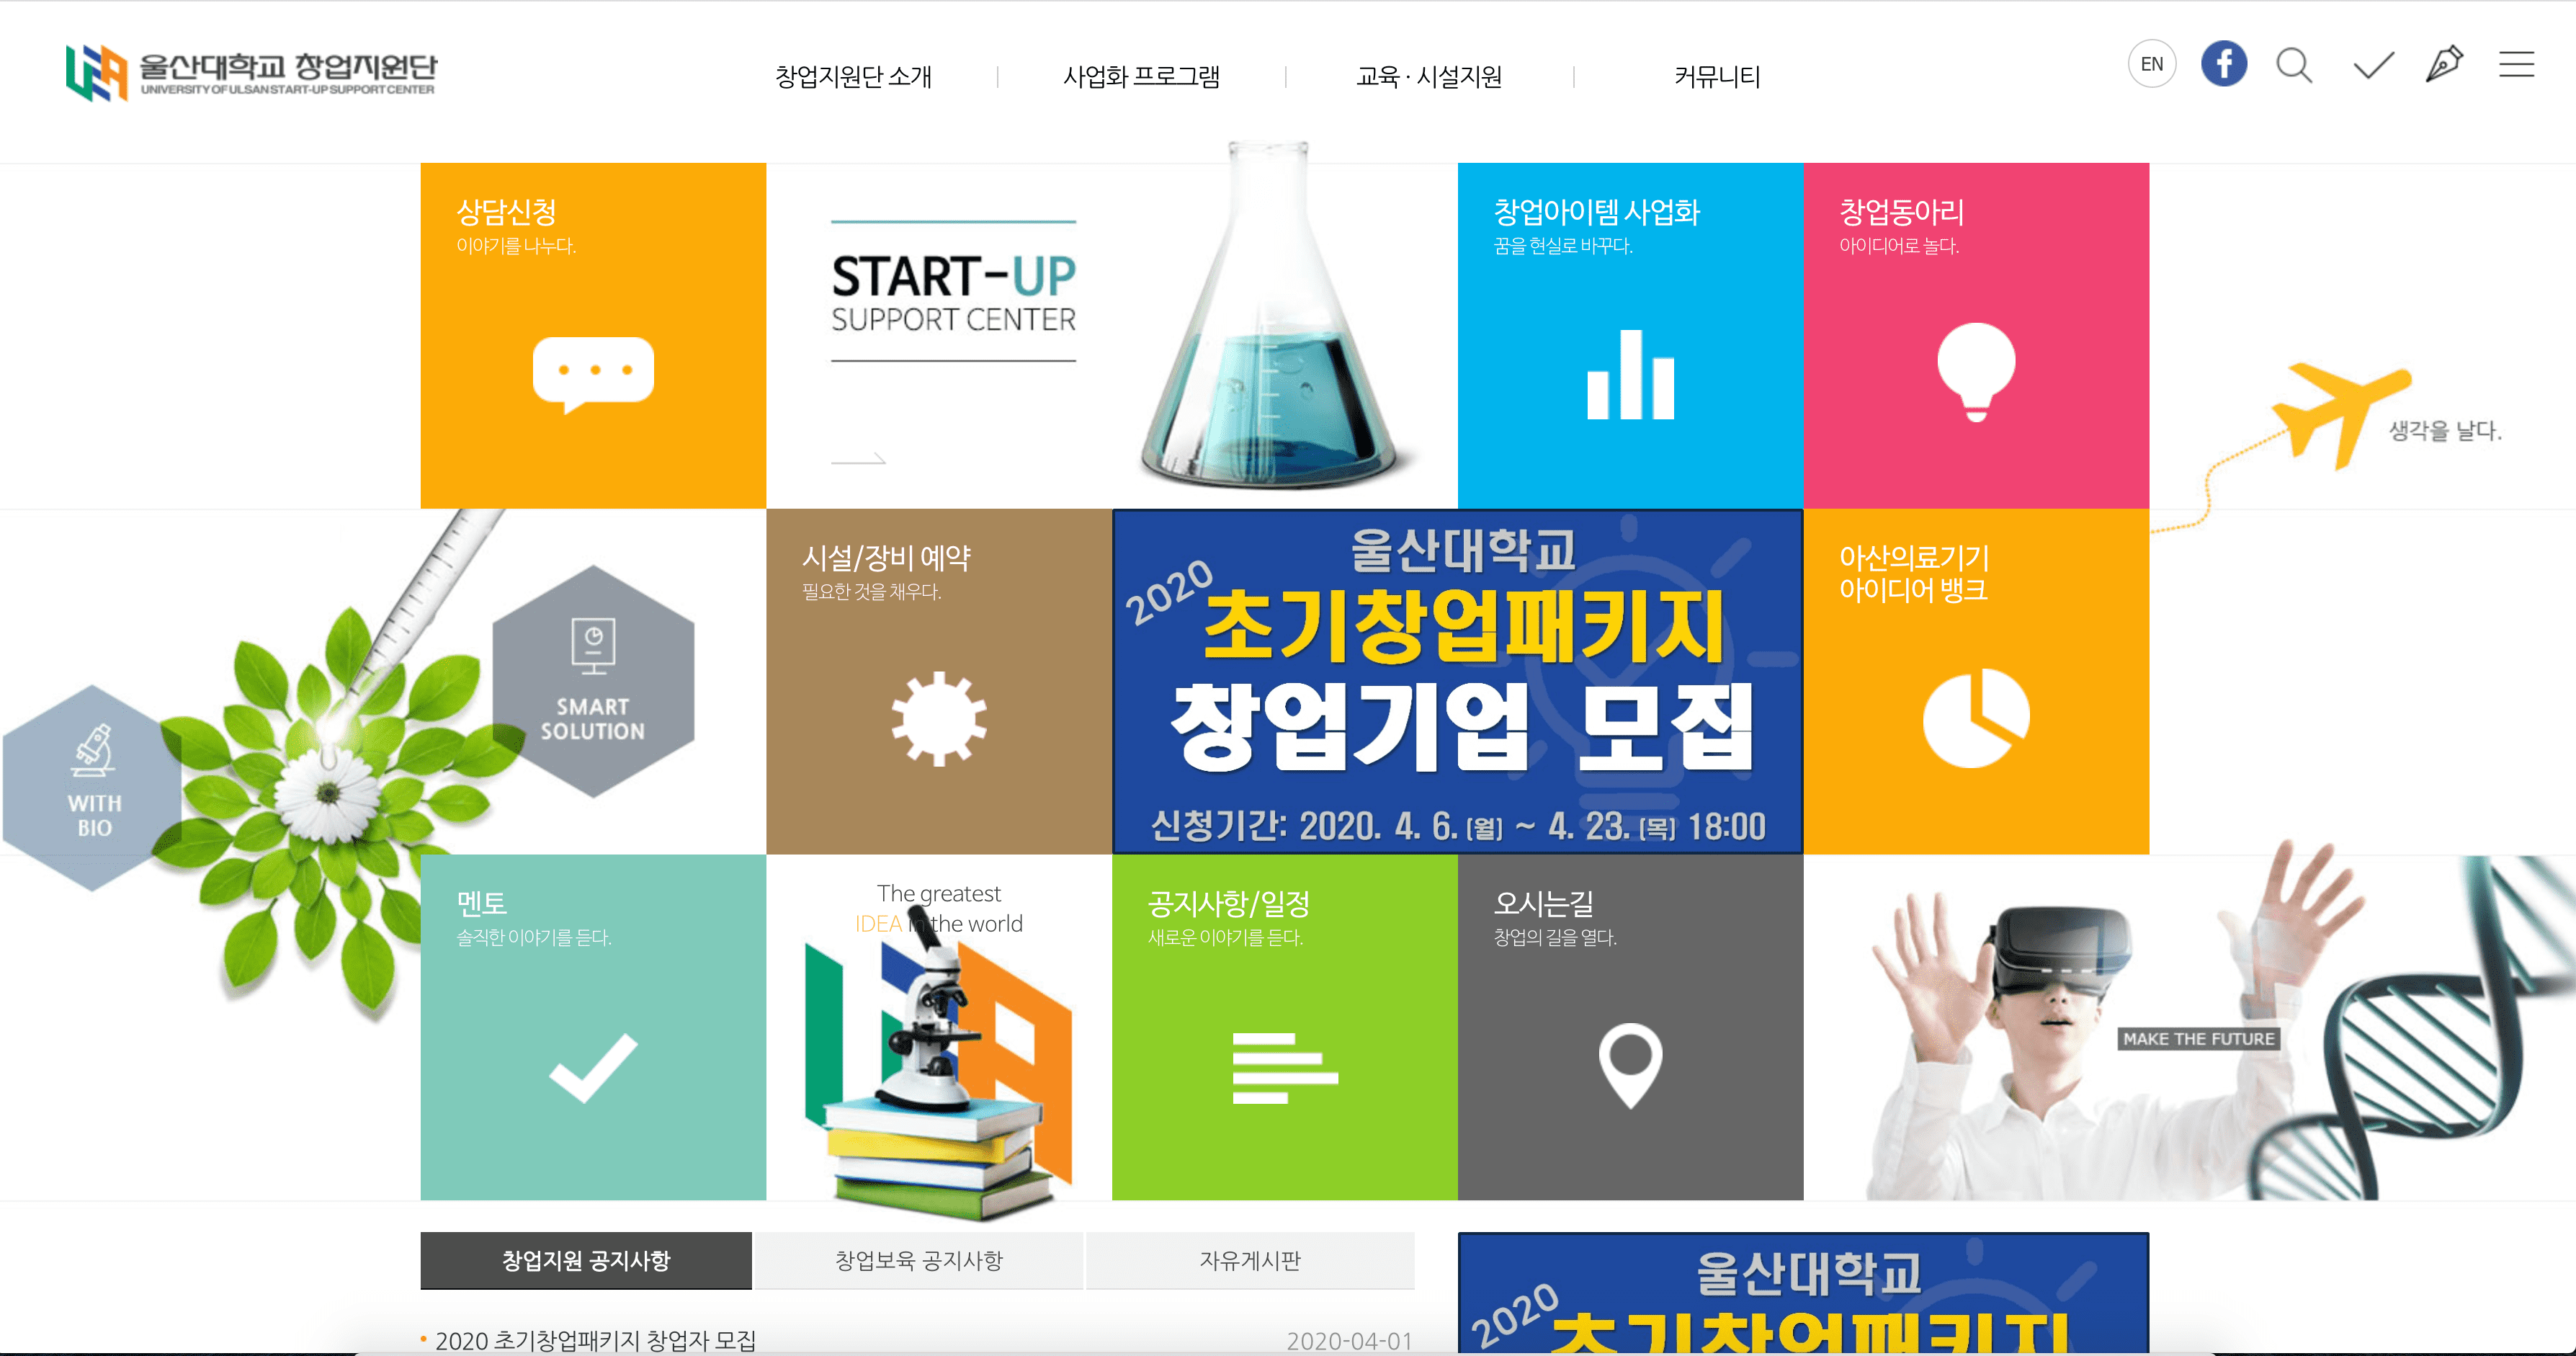 울산대학교 창업지원단
UNIVERSITY OF ULSAN START-UP SUPPORT CENTER
창업지원단 소개
사업화 프로그램
교육 · 시설지원
커뮤니티
EN
f
상담신청
이야기를 나누다.
START-UP
SUPPORT CENTER
창업아이템 사업화
꿈을 현실로 바꾸다.
창업동아리
아이디어로 놀다.
생각을 날다.
WITH
BIO
SMART
SOLUTION
시설/장비 예약
필요한 것을 채우다.
2020
울산대학교
초기창업패키지
창업기업 모집
신청기간: 2020. 4. 6. (월) ~ 4. 23. (목) 18:00
아산의료기기
아이디어 뱅크
멘토
솔직한 이야기를 듣다.
The greatest
IDEA in the world
공지사항/일정
새로운 이야기를 듣다.
오시는길
창업의 길을 열다.
MAKE THE FUTURE
창업지원 공지사항
창업보육 공지사항
자유게시판
2020 초기창업패키지 창업자 모집
2020-04-01
2020
울산대학교
초기창업패키지